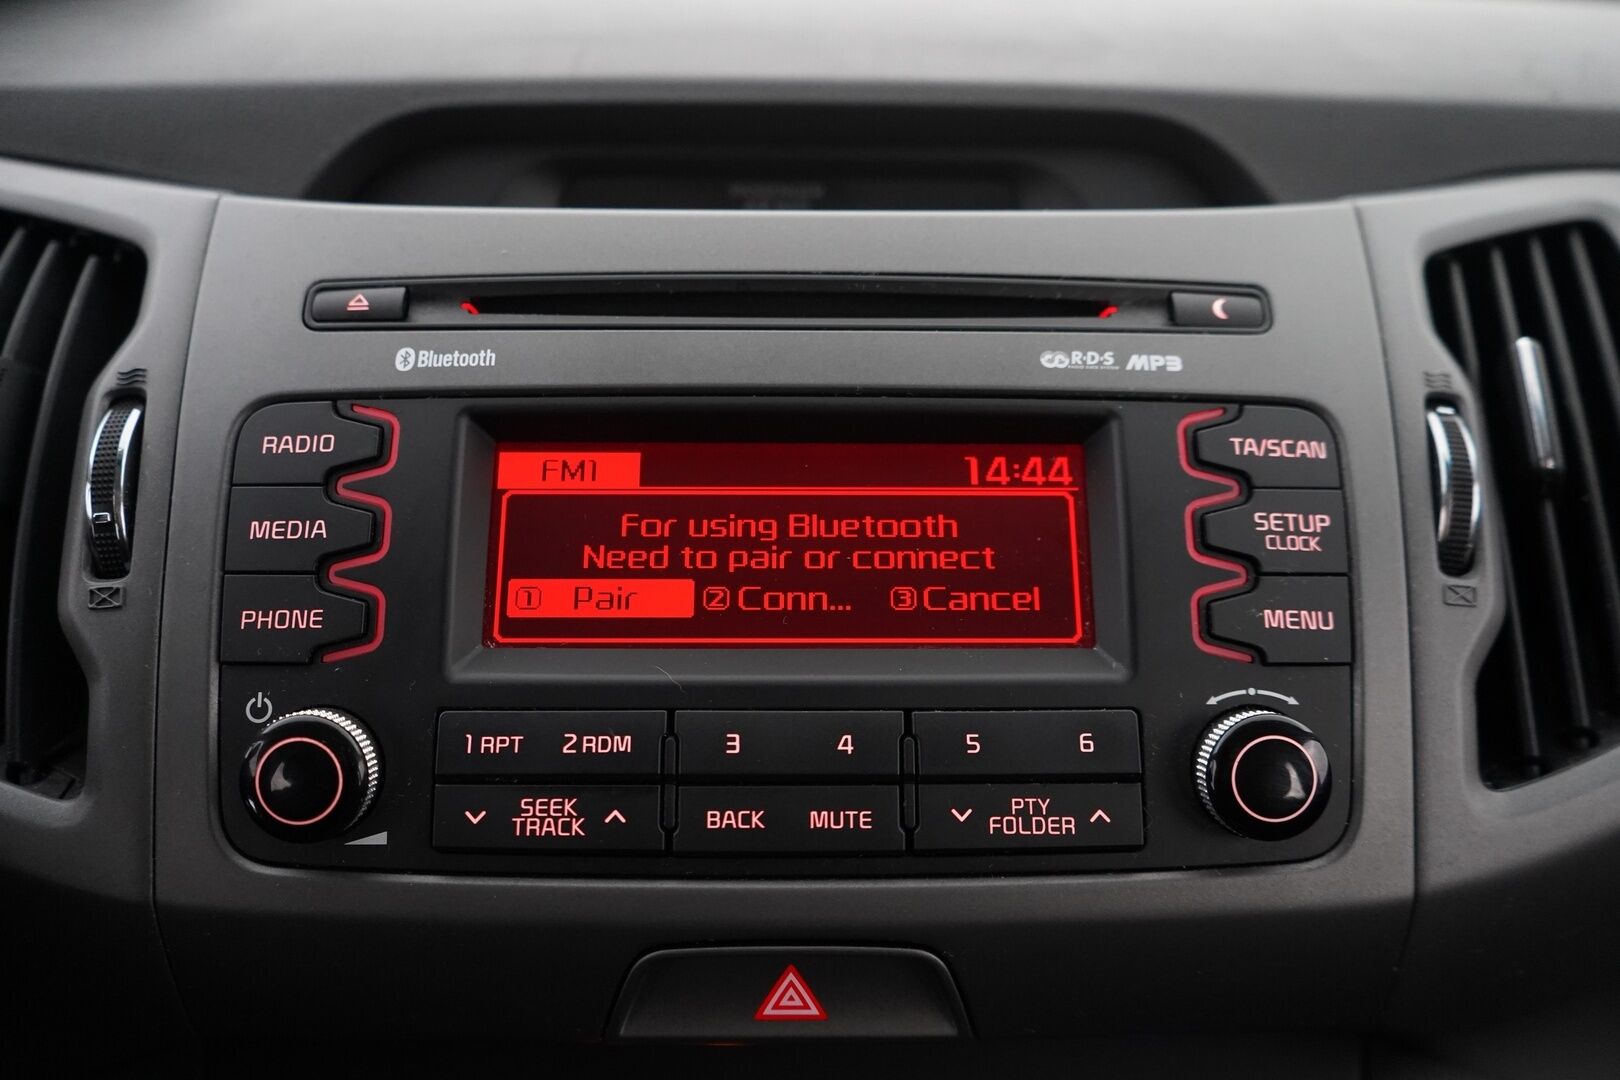 Bluetooth
R·D·S
MP3
RADIO
TA/SCAN
FM1 14:44
For using Bluetooth
Need to pair or connect
① Pair ② Conn... ③ Cancel
MEDIA
SETUP
CLOCK
PHONE
MENU
1 RPT 2 RDM 3 4 5 6
SEEK
TRACK
BACK MUTE
PTY
FOLDER